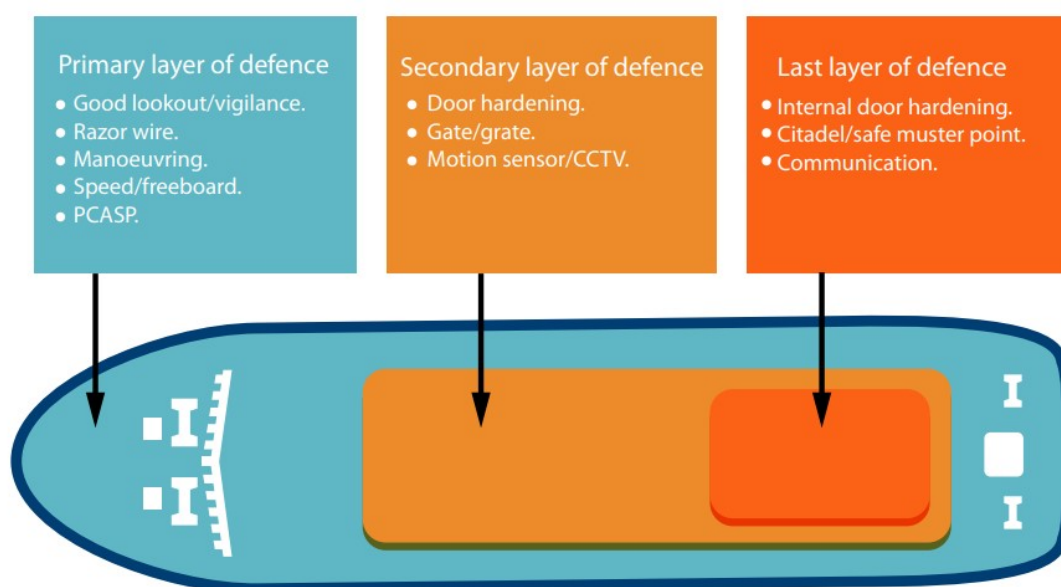 Primary layer of defence
● Good lookout/vigilance.
● Razor wire.
● Manoeuvring.
● Speed/freeboard.
● PCASP.
Secondary layer of defence
● Door hardening.
● Gate/grate.
● Motion sensor/CCTV.
Last layer of defence
● Internal door hardening.
● Citadel/safe muster point.
● Communication.